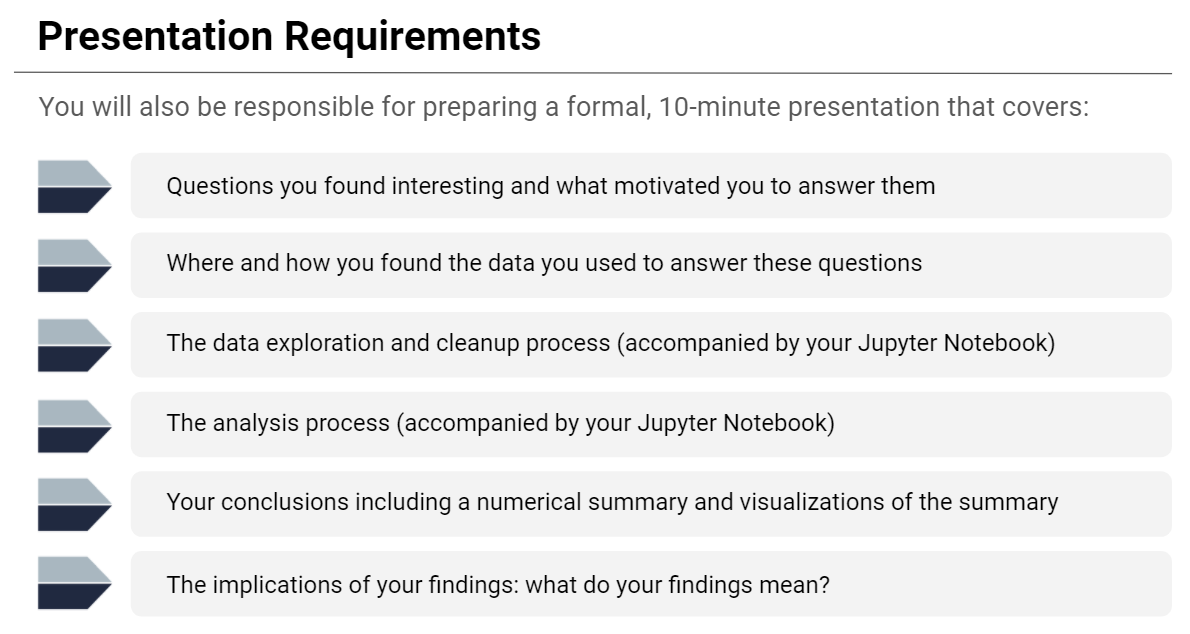 Presentation Requirements
You will also be responsible for preparing a formal, 10-minute presentation that covers:
Questions you found interesting and what motivated you to answer them
Where and how you found the data you used to answer these questions
The data exploration and cleanup process (accompanied by your Jupyter Notebook)
The analysis process (accompanied by your Jupyter Notebook)
Your conclusions including a numerical summary and visualizations of the summary
The implications of your findings: what do your findings mean?